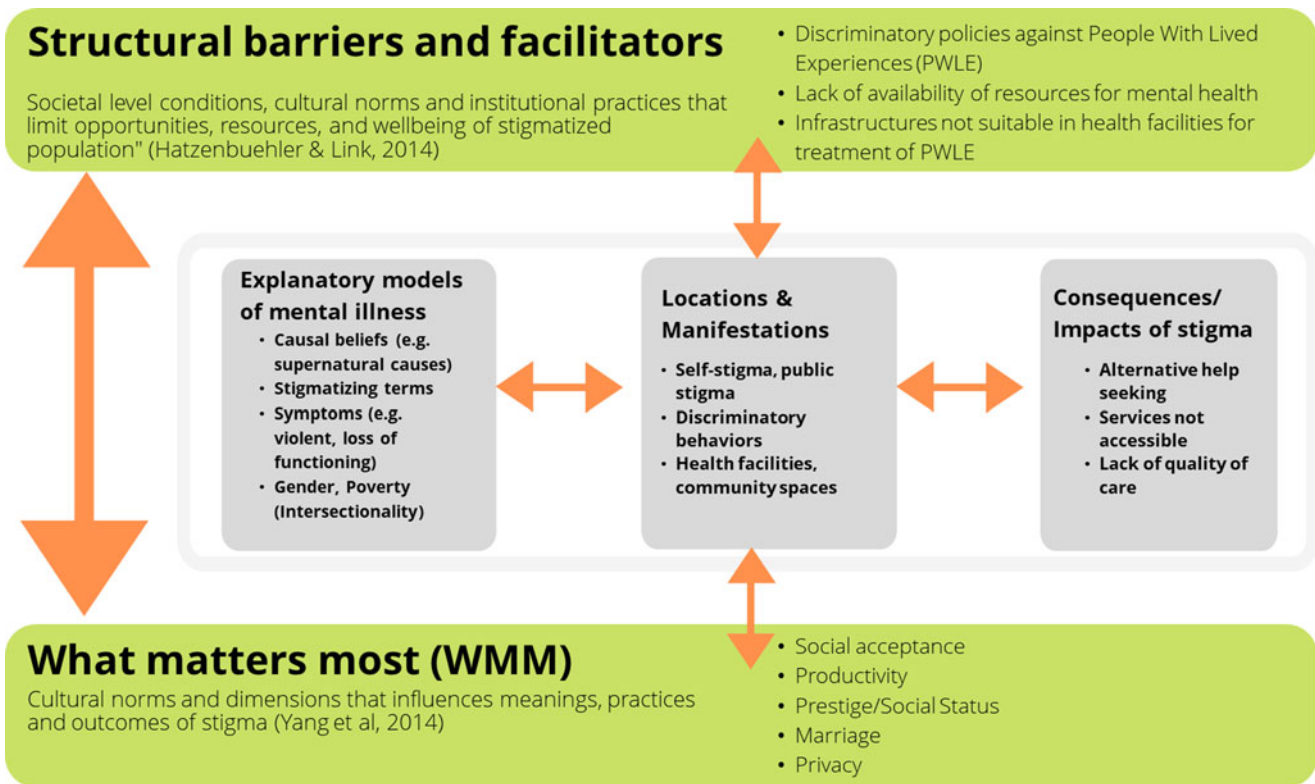 Structural barriers and facilitators
Societal level conditions, cultural norms and institutional practices that
limit opportunities, resources, and wellbeing of stigmatized
population" (Hatzenbuehler & Link, 2014)
• Discriminatory policies against People With Lived
Experiences (PWLE)
• Lack of availability of resources for mental health
• Infrastructures not suitable in health facilities for
treatment of PWLE
Explanatory models
of mental illness
• Causal beliefs (e.g.
supernatural causes)
• Stigmatizing terms
• Symptoms (e.g.
violent, loss of
functioning)
• Gender, Poverty
(Intersectionality)
Locations &
Manifestations
• Self-stigma, public
stigma
• Discriminatory
behaviors
• Health facilities,
community spaces
Consequences/
Impacts of stigma
• Alternative help
seeking
• Services not
accessible
• Lack of quality of
care
What matters most (WMM)
Cultural norms and dimensions that influences meanings, practices
and outcomes of stigma (Yang et al, 2014)
• Social acceptance
• Productivity
• Prestige/Social Status
• Marriage
• Privacy